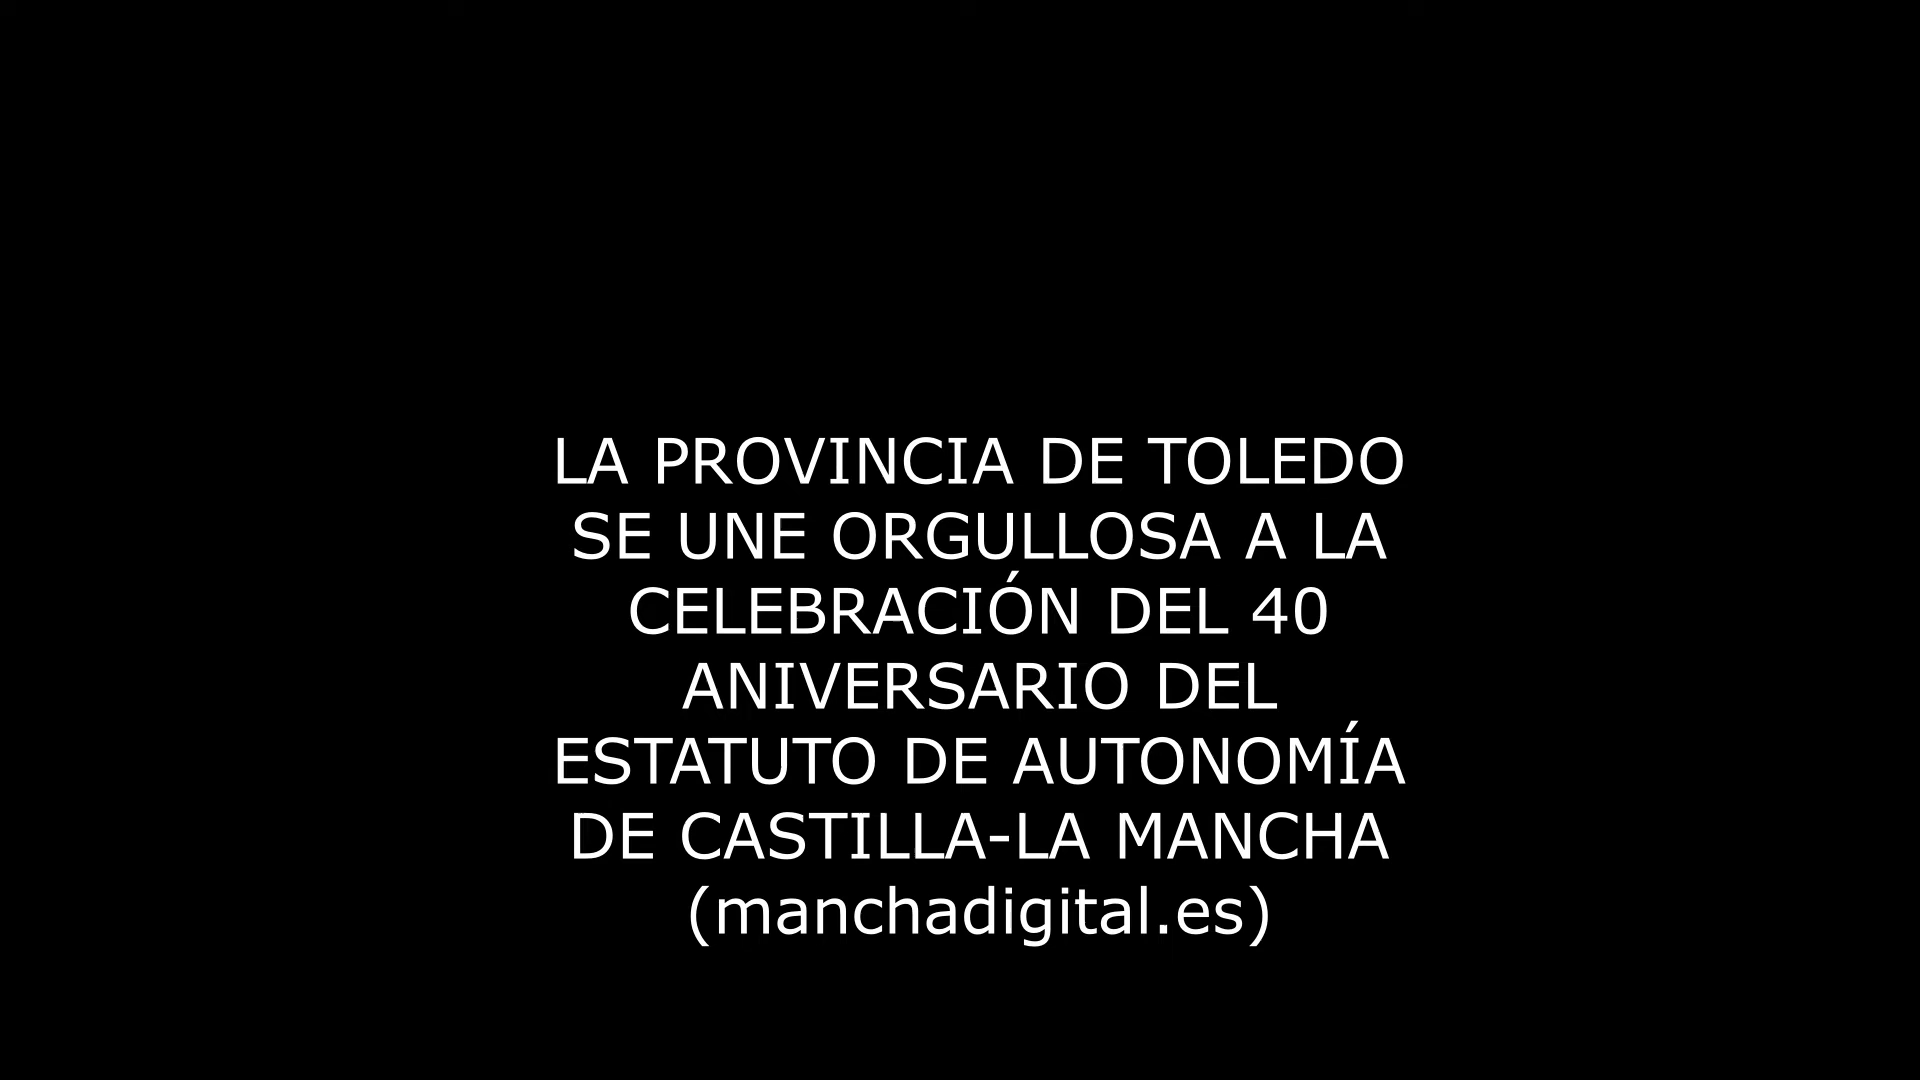 LA PROVINCIA DE TOLEDO
SE UNE ORGULLOSA A LA
CELEBRACIÓN DEL 40
ANIVERSARIO DEL
ESTATUTO DE AUTONOMÍA
DE CASTILLA-LA MANCHA
(manchadigital.es)